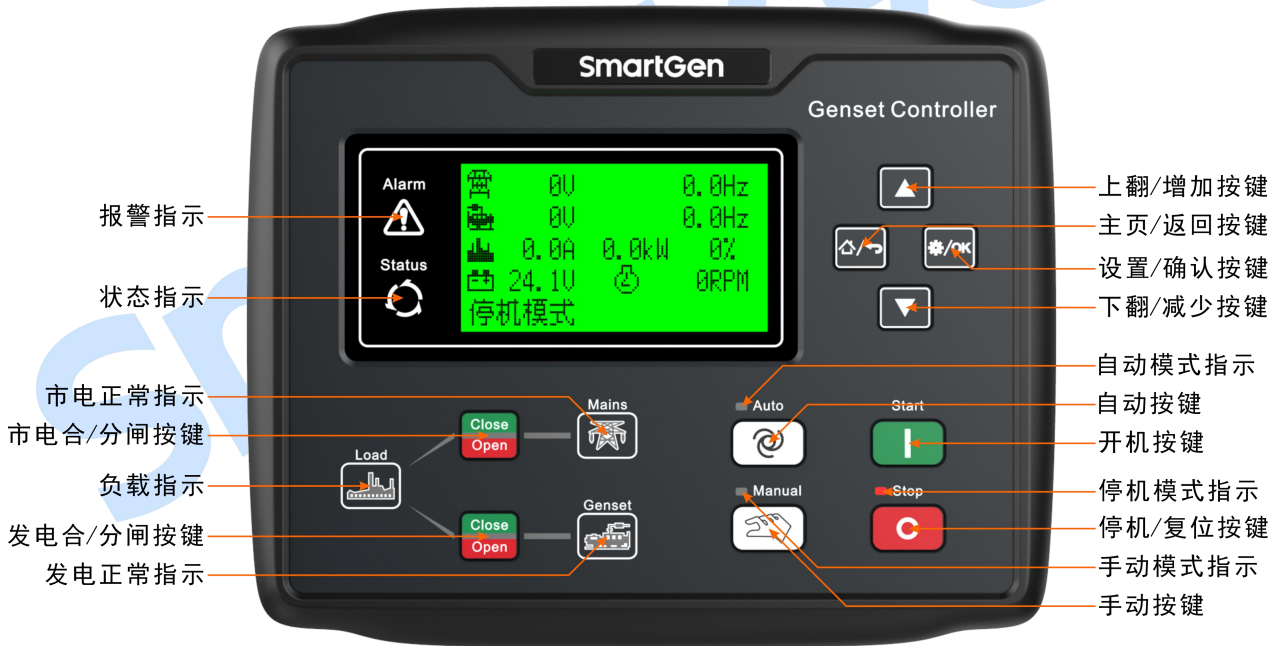 SmartGen
Genset Controller
Alarm
Status
0V 0.0Hz
0V 0.0Hz
0.0A 0.0kW 0%
24.1V 0RPM
停机模式
OK
报警指示
状态指示
市电正常指示
市电合/分闸按键
负载指示
发电合/分闸按键
发电正常指示
Load
Close
Open
Mains
Close
Open
Genset
Auto
Start
Manual
Stop
上翻/增加按键
主页/返回按键
设置/确认按键
下翻/减少按键
自动模式指示
自动按键
开机按键
停机模式指示
停机/复位按键
手动模式指示
手动按键